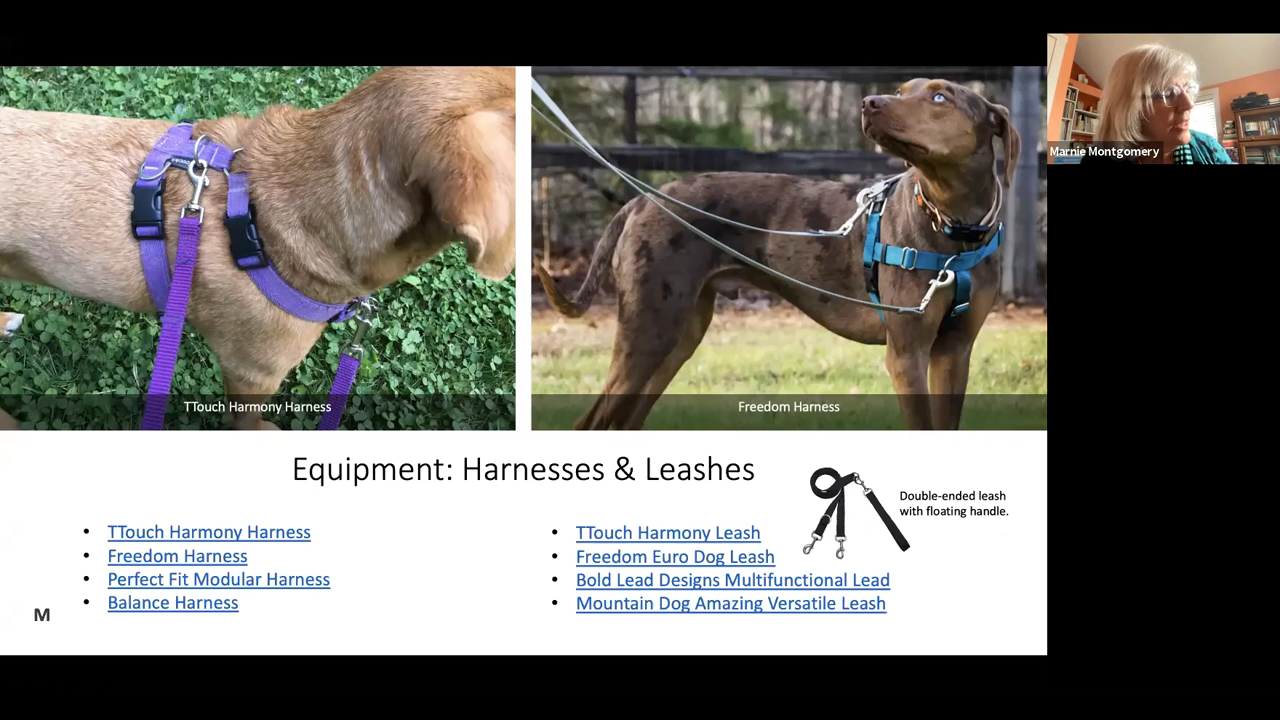 Marnie Montgomery
TTouch Harmony Harness
Freedom Harness
Equipment: Harnesses & Leashes
Double-ended leash
with floating handle.
• TTouch Harmony Harness
• Freedom Harness
• Perfect Fit Modular Harness
• Balance Harness
• TTouch Harmony Leash
• Freedom Euro Dog Leash
• Bold Lead Designs Multifunctional Lead
• Mountain Dog Amazing Versatile Leash
M